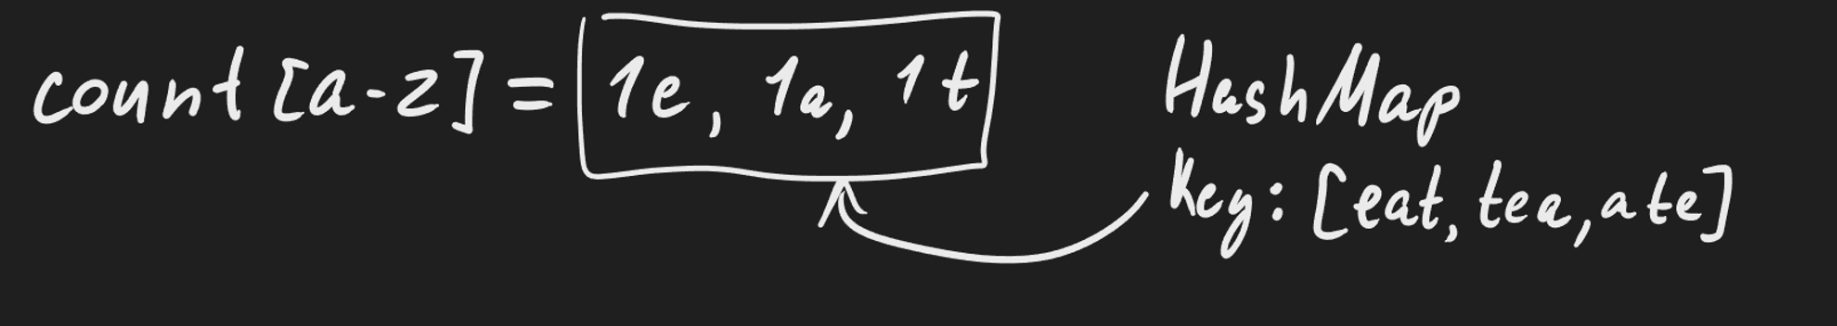 count [a-z] = 1e, 1a, 1t
HashMap
Key: [eat, tea, ate]